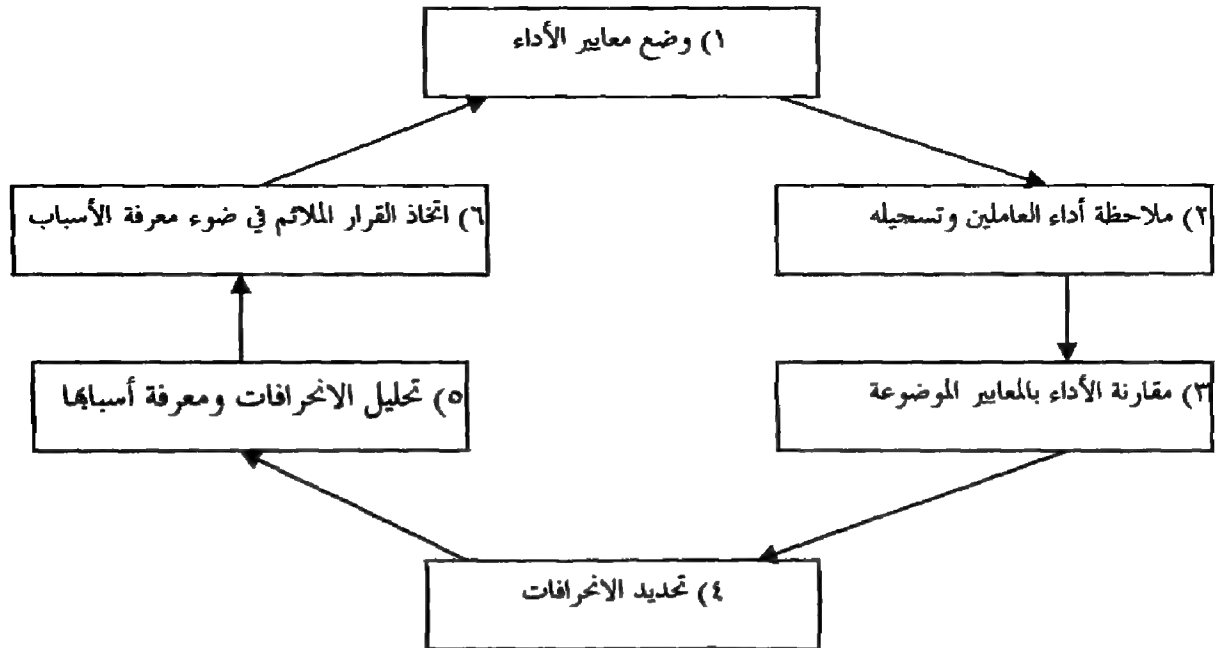 ١) وضع معايير الأداء
٢) ملاحظة أداء العاملين وتسجيله
٣) مقارنة الأداء بالمعايير الموضوعة
٤) تحديد الانحرافات
٥) تحليل الانحرافات ومعرفة أسبابها
٦) اتخاذ القرار الملائم في ضوء معرفة الأسباب